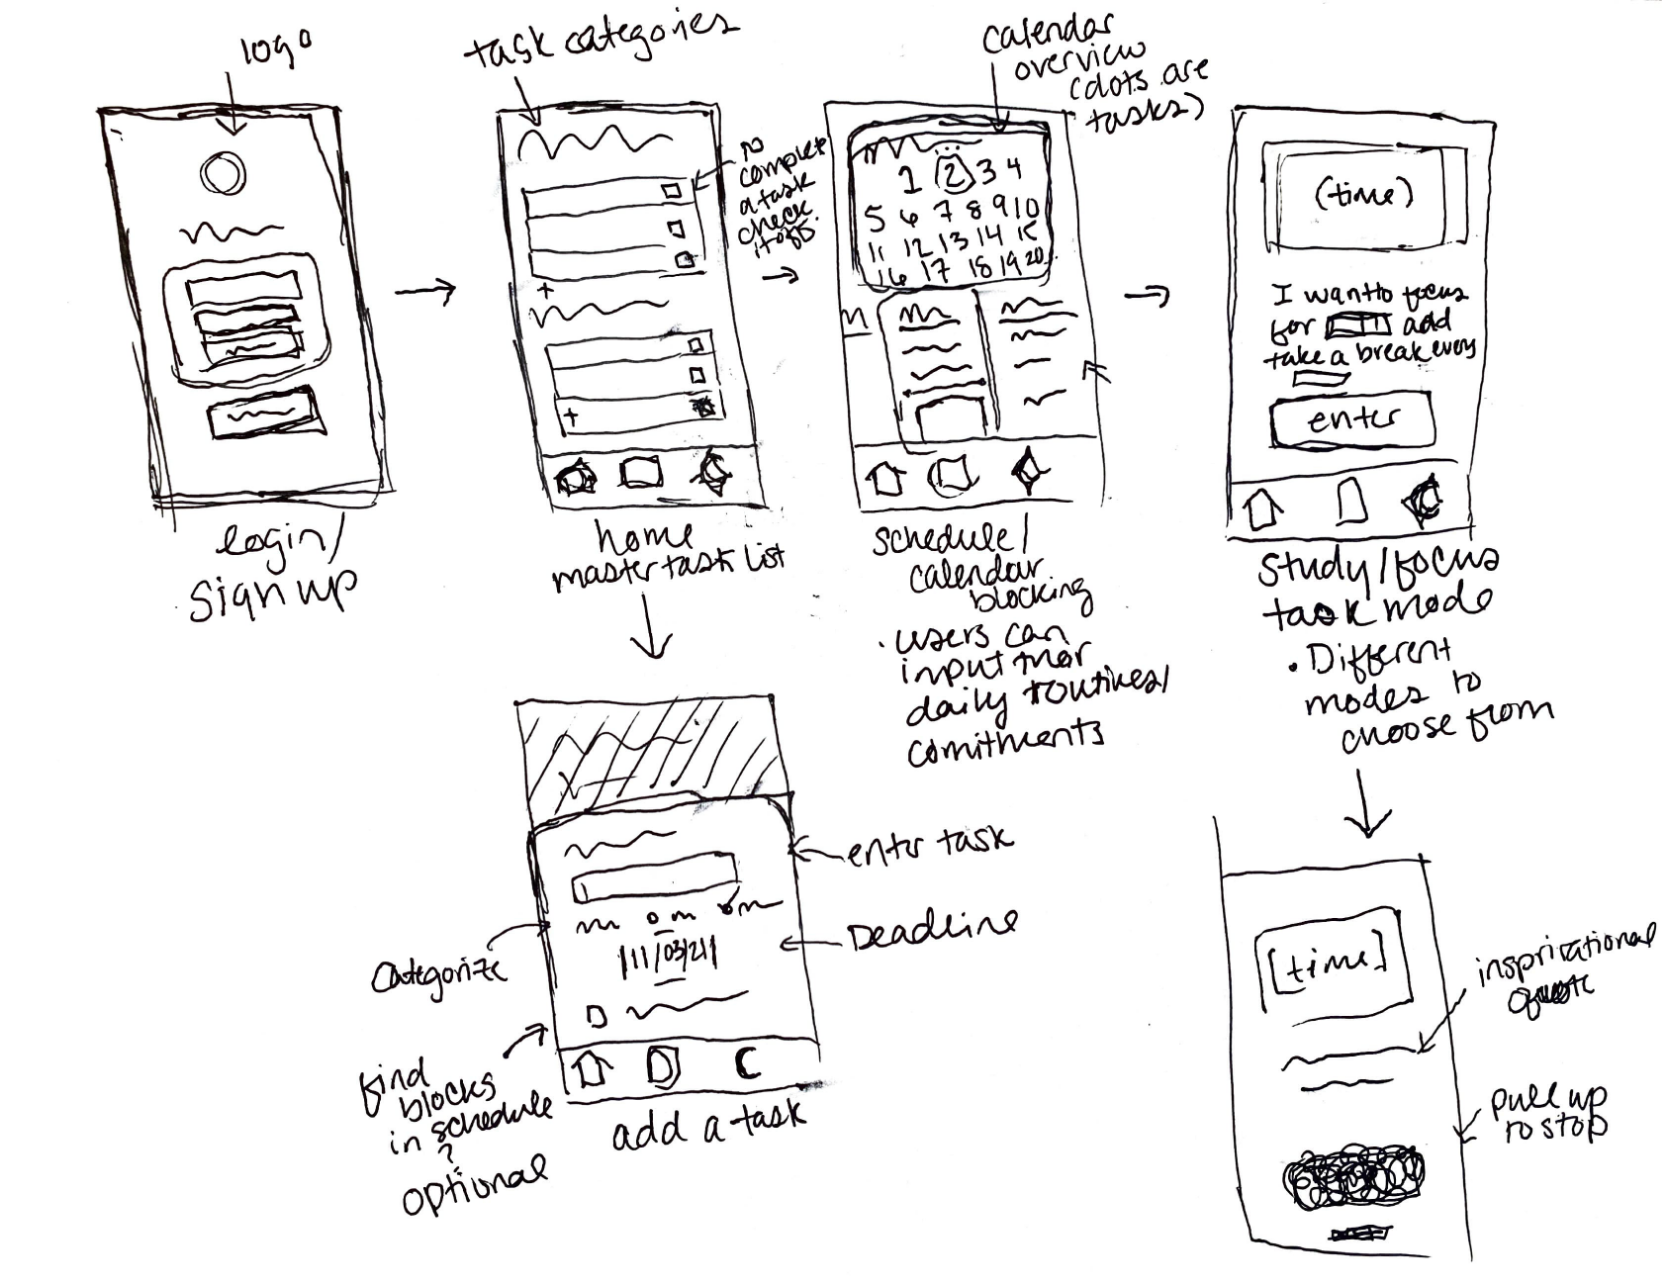 logo
task categories
to
complete
a task
check
it off.
+
+
calendar
overview
(dots are
tasks)
1 2 3 4
5 6 7 8 9 10
11 12 13 14 15
16 17 18 19 20
(time)
I want to focus
for add
take a break every
enter
login/
sign up
home
master task list
schedule/
calendar
blocking
• users can
input their
daily routines/
comitments
study/focus
task mode
• Different
modes to
choose from
enter task
Categorize
Deadline
11/03/21
find
blocks
in schedule
?
optional
add a task
[time]
inspirational
quote
pull up
to stop